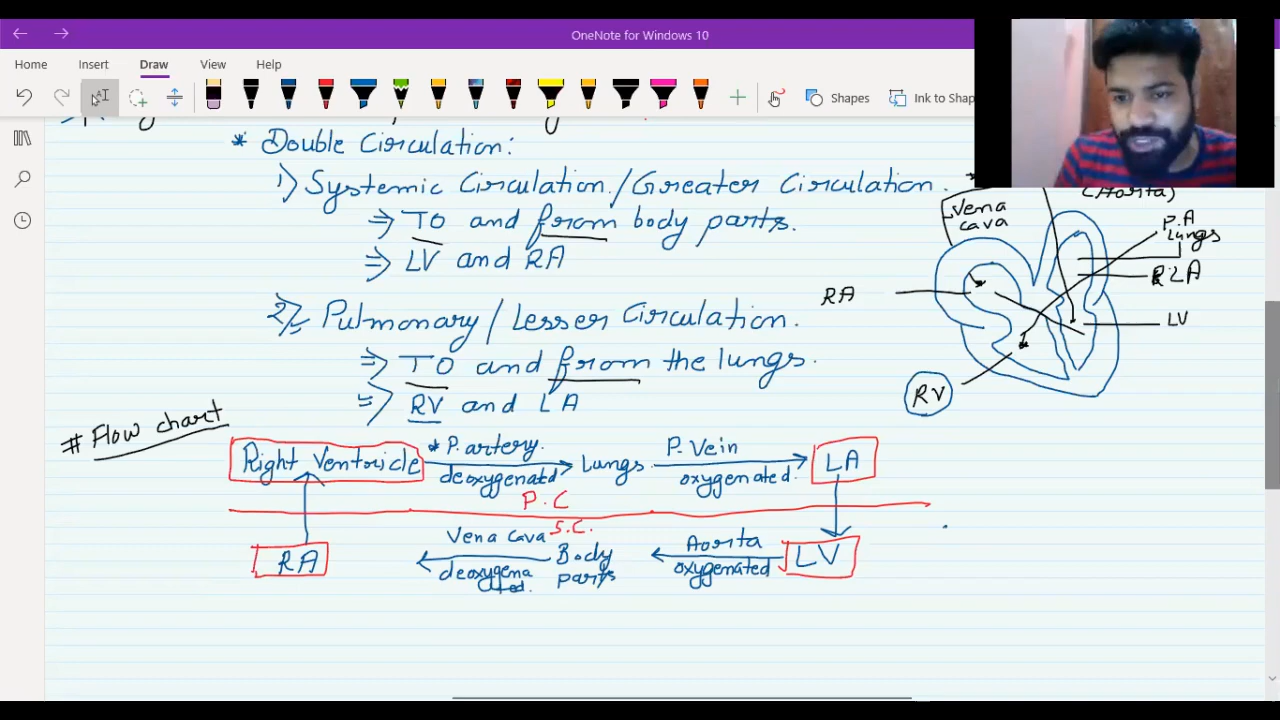 OneNote for Windows 10
Home Insert Draw View Help
Shapes
Ink to Shap
* Double Circulation:
1) Systemic Circulation/Greater Circulation.
⇒ TO and from body parts.
⇒ LV and RA
2) Pulmonary/Lesser Circulation.
⇒ TO and from the lungs.
⇒ RV and LA
(Aorta)
Vena
cava
P.A
Lungs
LA
RA
LV
RV
# Flow chart
Right Ventricle
* P. artery
deoxygenated
Lungs
P. Vein
oxygenated
LA
P.C
S.C.
RA
Vena Cava
deoxygena
ted.
Body
parts
Aorta
oxygenated
LV